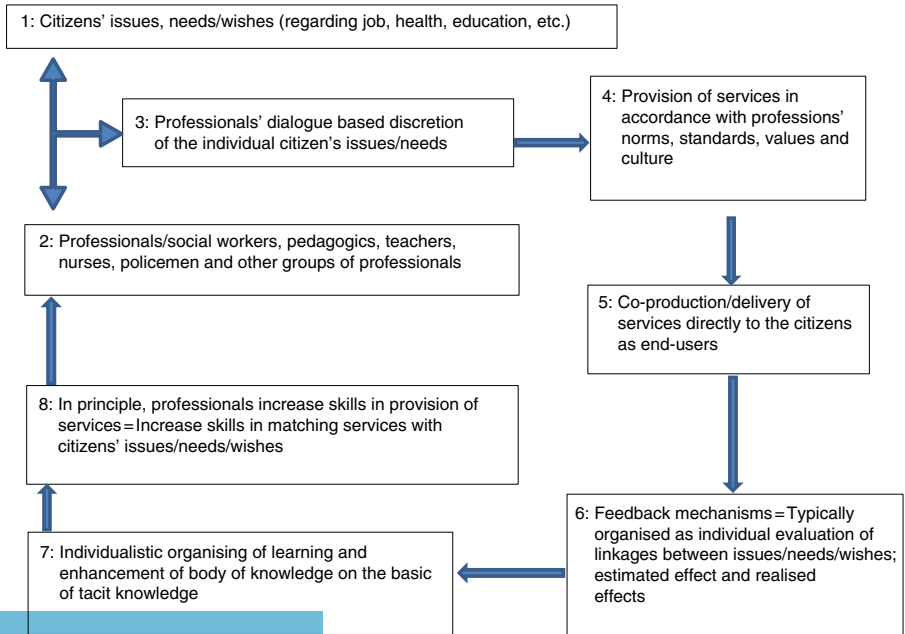 1: Citizens' issues, needs/wishes (regarding job, health, education, etc.)
3: Professionals' dialogue based discretion
of the individual citizen's issues/needs
4: Provision of services in
accordance with professions'
norms, standards, values and
culture
2: Professionals/social workers, pedagogics, teachers,
nurses, policemen and other groups of professionals
5: Co-production/delivery of
services directly to the citizens
as end-users
8: In principle, professionals increase skills in provision of
services=Increase skills in matching services with
citizens' issues/needs/wishes
6: Feedback mechanisms=Typically
organised as individual evaluation of
linkages between issues/needs/wishes;
estimated effect and realised
effects
7: Individualistic organising of learning and
enhancement of body of knowledge on the basic
of tacit knowledge